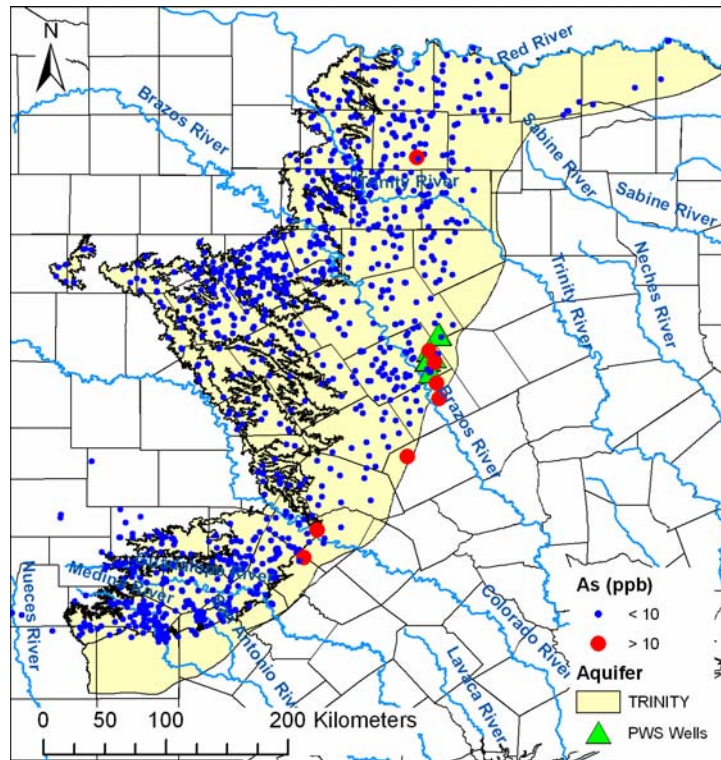 N
Red River
Brazos River
Sabine River
Trinity River
Sabine River
Trinity River
Neches River
Brazos River
Medina River
Nueces River
Antonio River
Colorado River
Lavaca River
As (ppb)
< 10
> 10
Aquifer
TRINITY
PWS Wells
0 50 100 200 Kilometers